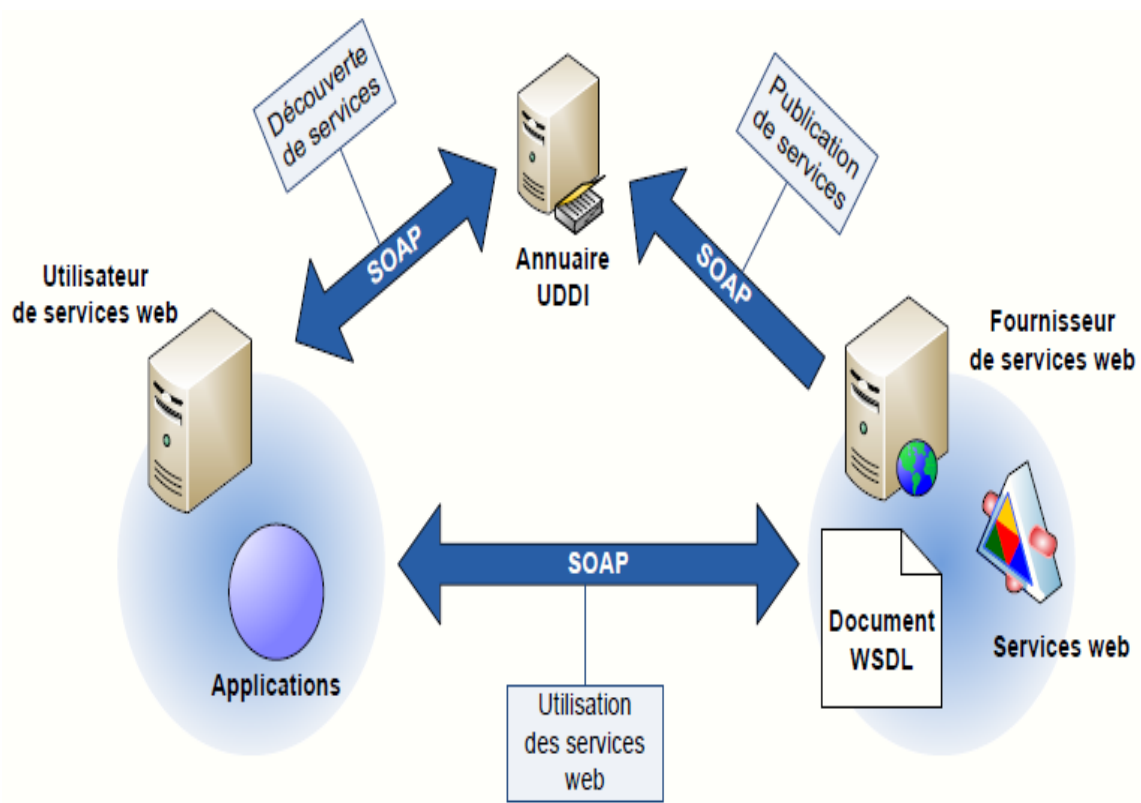 Découverte
de services
Publication
de services
SOAP
SOAP
Annuaire
UDDI
Utilisateur
de services web
Fournisseur
de services web
SOAP
Document
WSDL
Services web
Applications
Utilisation
des services
web